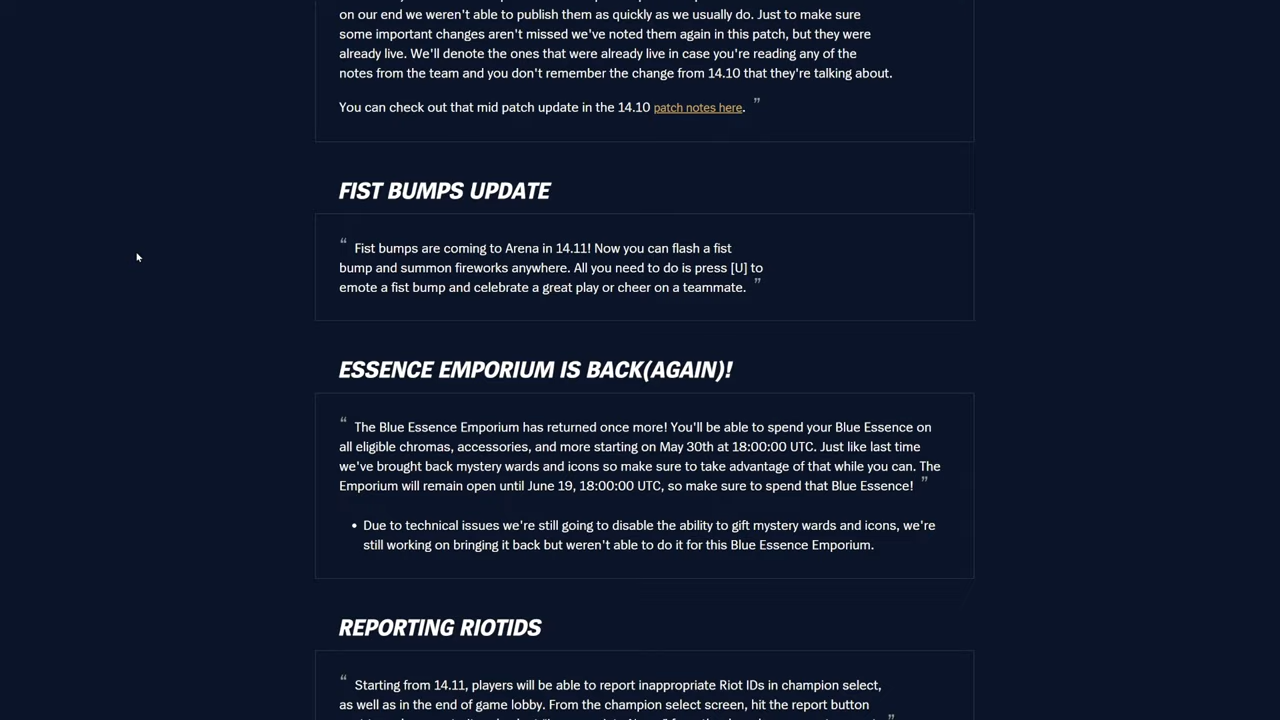 on our end we weren't able to publish them as quickly as we usually do. Just to make sure
some important changes aren't missed we've noted them again in this patch, but they were
already live. We'll denote the ones that were already live in case you're reading any of the
notes from the team and you don't remember the change from 14.10 that they're talking about.
You can check out that mid patch update in the 14.10 patch notes here. ”
FIST BUMPS UPDATE
“ Fist bumps are coming to Arena in 14.11! Now you can flash a fist
bump and summon fireworks anywhere. All you need to do is press [U] to
emote a fist bump and celebrate a great play or cheer on a teammate. ”
ESSENCE EMPORIUM IS BACK(AGAIN)!
“ The Blue Essence Emporium has returned once more! You'll be able to spend your Blue Essence on
all eligible chromas, accessories, and more starting on May 30th at 18:00:00 UTC. Just like last time
we've brought back mystery wards and icons so make sure to take advantage of that while you can. The
Emporium will remain open until June 19, 18:00:00 UTC, so make sure to spend that Blue Essence! ”
• Due to technical issues we're still going to disable the ability to gift mystery wards and icons, we're
still working on bringing it back but weren't able to do it for this Blue Essence Emporium.
REPORTING RIOTIDS
“ Starting from 14.11, players will be able to report inappropriate Riot IDs in champion select,
as well as in the end of game lobby. From the champion select screen, hit the report button